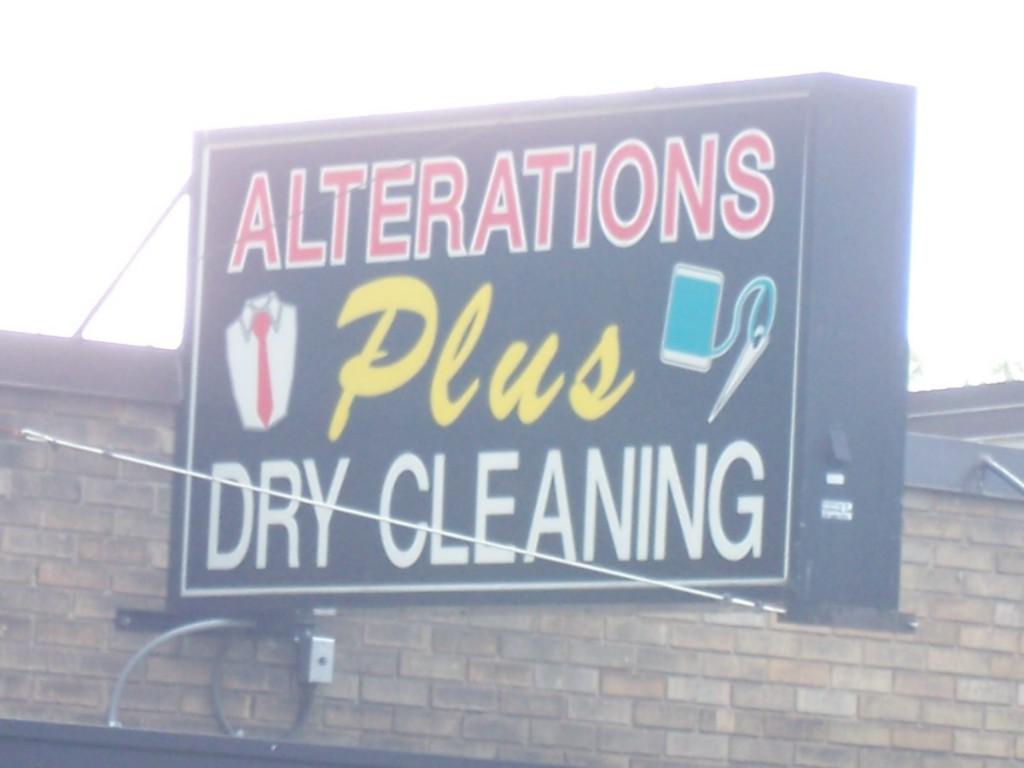 ALTERATIONS
Plus
DRY CLEANING